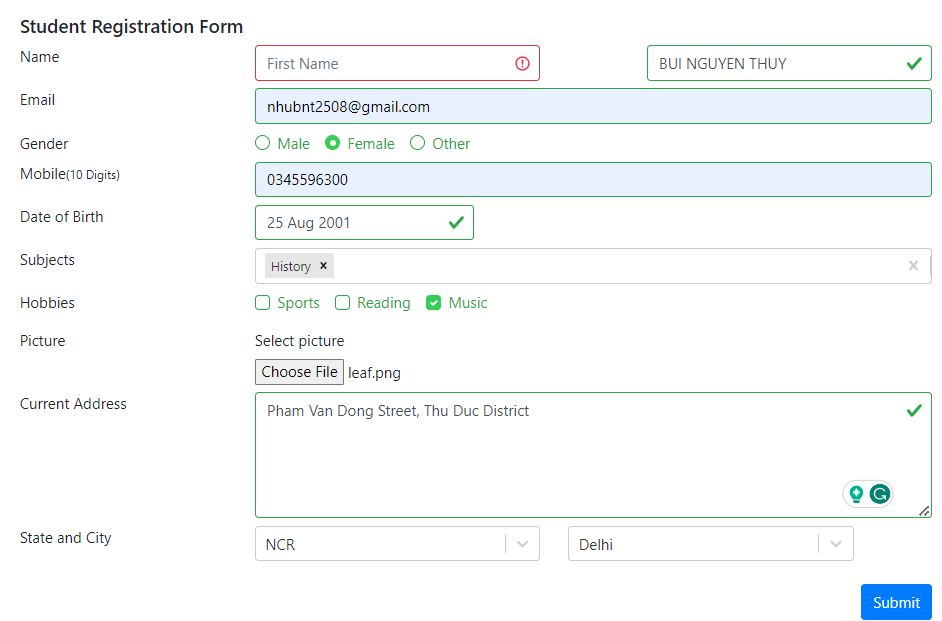 Student Registration Form
Name First Name BUI NGUYEN THUY
Email nhubnt2508@gmail.com
Gender Male Female Other
Mobile(10 Digits) 0345596300
Date of Birth 25 Aug 2001
Subjects History ×
Hobbies Sports Reading Music
Picture Select picture
Choose File leaf.png
Current Address Pham Van Dong Street, Thu Duc District
State and City NCR Delhi
Submit